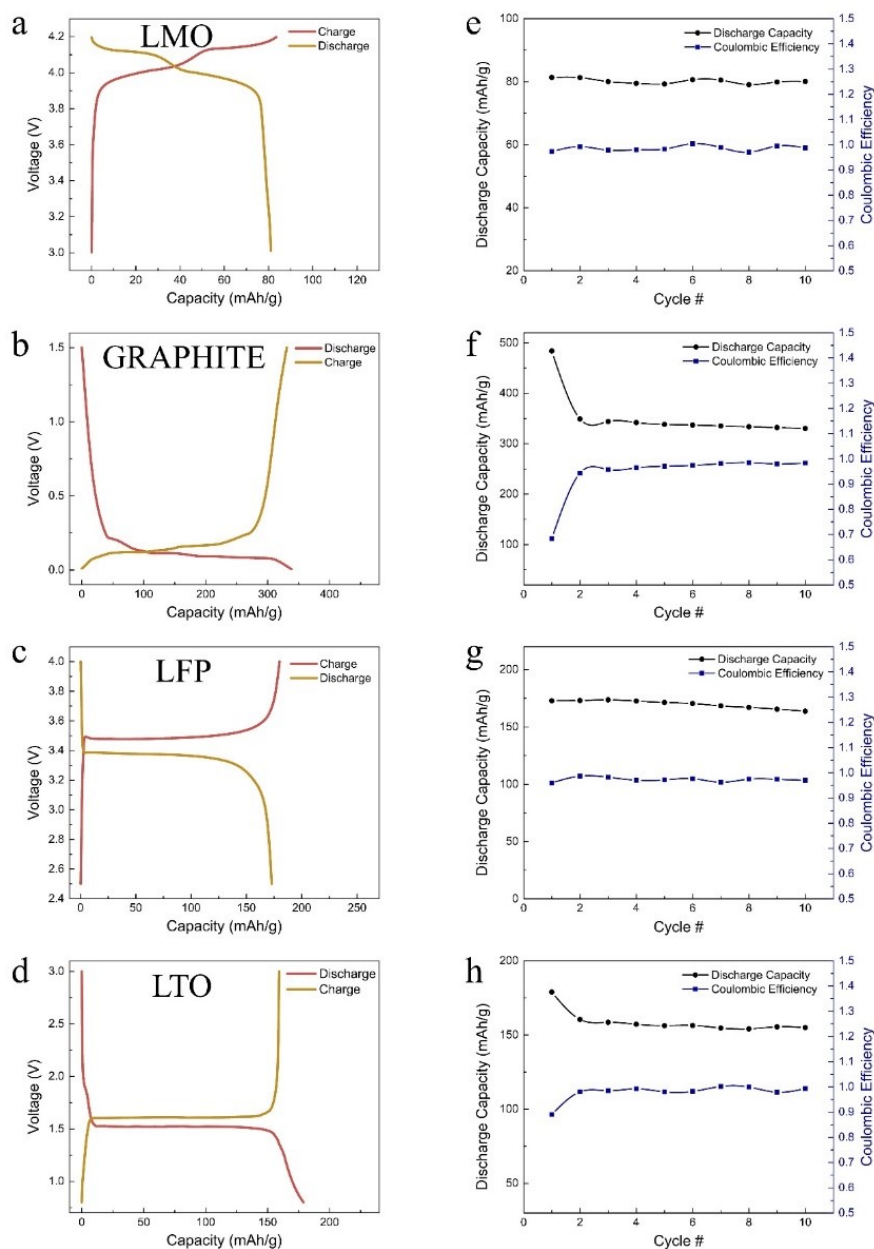 a
LMO
Charge
Discharge
4.2
4.0
3.8
3.6
3.4
3.2
3.0
Voltage (V)
0 20 40 60 80 100 120
Capacity (mAh/g)
e
Discharge Capacity
Coulombic Efficiency
100
80
60
40
20
Discharge Capacity (mAh/g)
1.5
1.4
1.3
1.2
1.1
1.0
0.9
0.8
0.7
0.6
0.5
Coulombic Efficiency
0 2 4 6 8 10
Cycle #
b
GRAPHITE
Discharge
Charge
1.5
1.0
0.5
0.0
Voltage (V)
0 100 200 300 400
Capacity (mAh/g)
f
Discharge Capacity
Coulombic Efficiency
500
400
300
200
100
Discharge Capacity (mAh/g)
1.5
1.4
1.3
1.2
1.1
1.0
0.9
0.8
0.7
0.6
0.5
Coulombic Efficiency
0 2 4 6 8 10
Cycle #
c
LFP
Charge
Discharge
4.0
3.8
3.6
3.4
3.2
3.0
2.8
2.6
2.4
Voltage (V)
0 50 100 150 200 250
Capacity (mAh/g)
g
Discharge Capacity
Coulombic Efficiency
200
150
100
50
0
Discharge Capacity (mAh/g)
1.5
1.4
1.3
1.2
1.1
1.0
0.9
0.8
0.7
0.6
0.5
Coulombic Efficiency
0 2 4 6 8 10
Cycle #
d
LTO
Discharge
Charge
3.0
2.5
2.0
1.5
1.0
Voltage (V)
0 50 100 150 200
Capacity (mAh/g)
h
Discharge Capacity
Coulombic Efficiency
200
150
100
50
Discharge Capacity (mAh/g)
1.5
1.4
1.3
1.2
1.1
1.0
0.9
0.8
0.7
0.6
0.5
Coulombic Efficiency
0 2 4 6 8 10
Cycle #